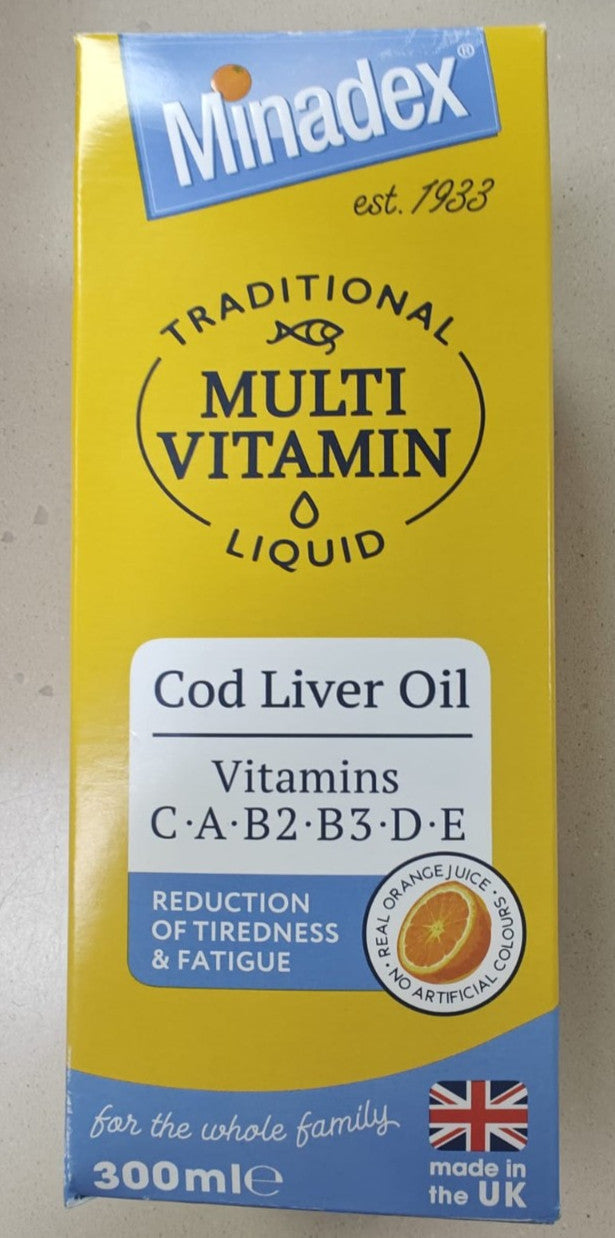 Minadex®
est. 1933
TRADITIONAL
MULTI
VITAMIN
LIQUID
Cod Liver Oil
Vitamins
C·A·B2·B3·D·E
REDUCTION
OF TIREDNESS
& FATIGUE
REAL ORANGE JUICE ·
NO ARTIFICIAL COLOURS ·
for the whole family
300ml℮
made in
the UK